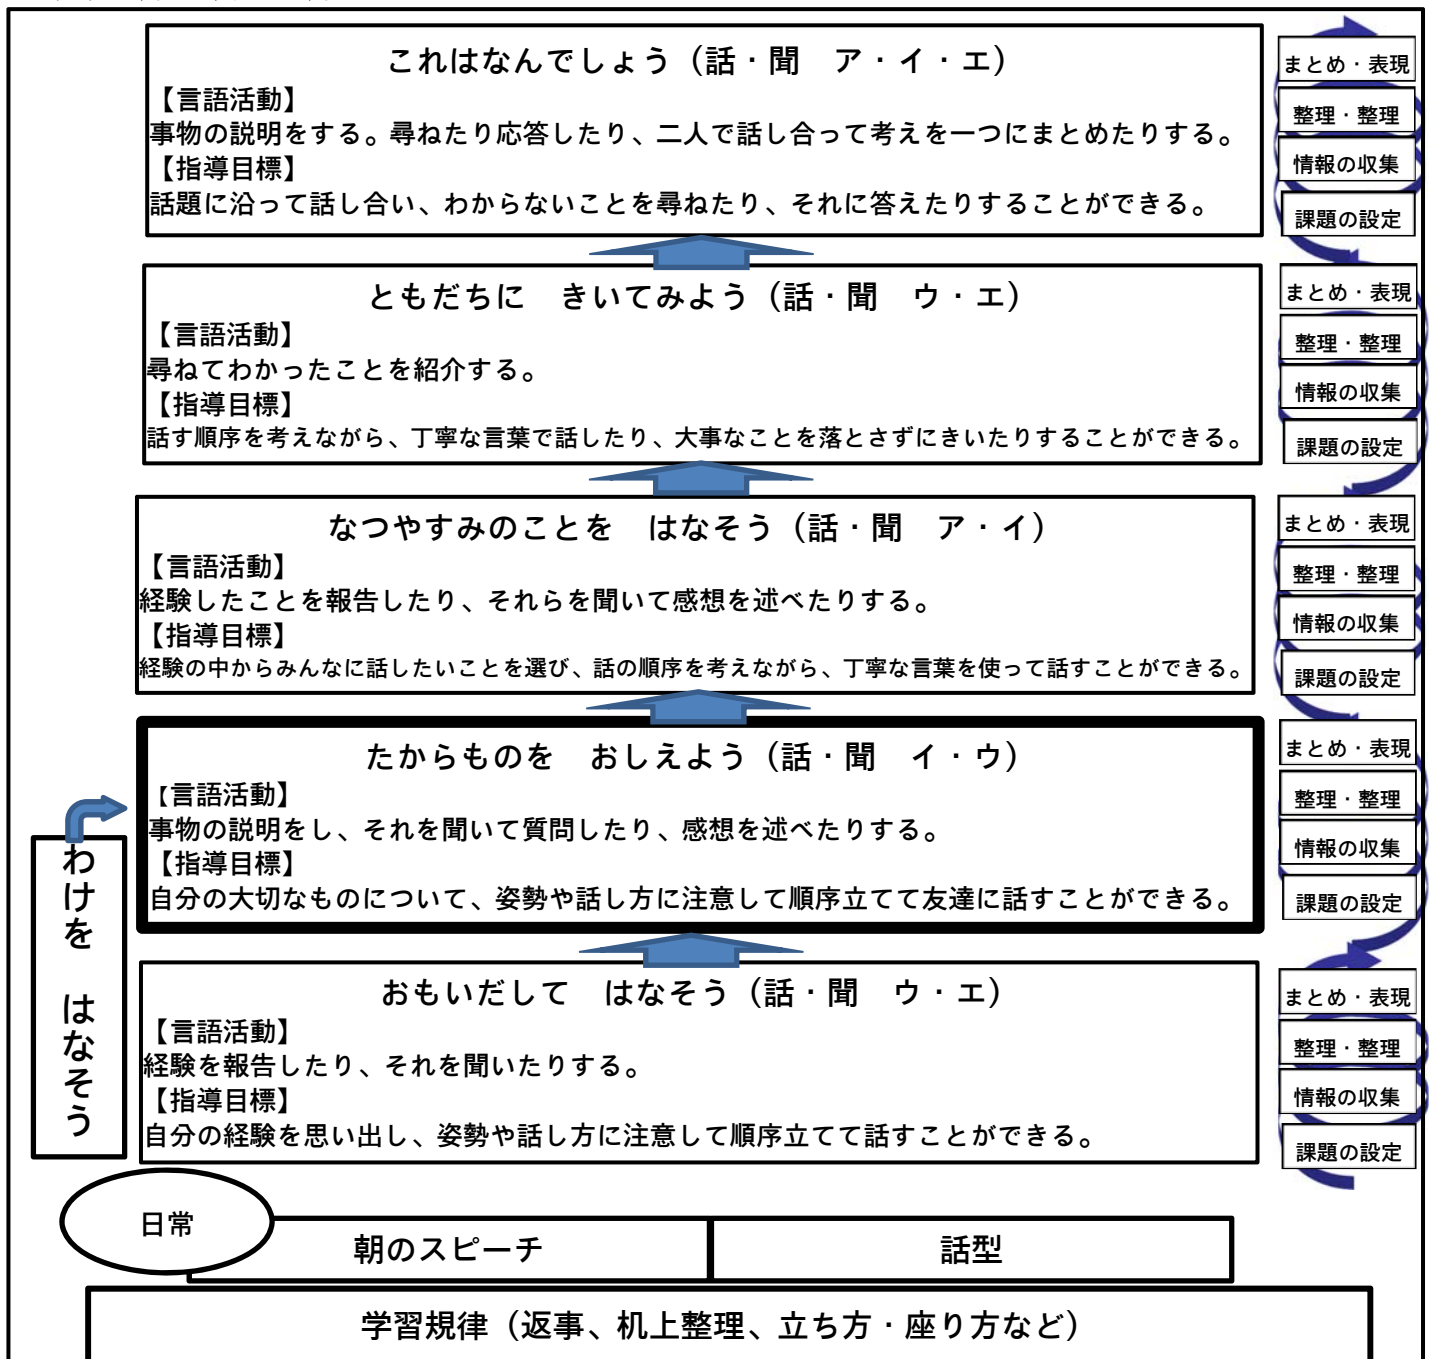 これはなんでしょう（話・聞　ア・イ・エ）
【言語活動】
事物の説明をする。尋ねたり応答したり、二人で話し合って考えを一つにまとめたりする。
【指導目標】
話題に沿って話し合い、わからないことを尋ねたり、それに答えたりすることができる。
まとめ・表現
整理・整理
情報の収集
課題の設定
ともだちに　きいてみよう（話・聞　ウ・エ）
【言語活動】
尋ねてわかったことを紹介する。
【指導目標】
話す順序を考えながら、丁寧な言葉で話したり、大事なことを落とさずにきいたりすることができる。
まとめ・表現
整理・整理
情報の収集
課題の設定
なつやすみのことを　はなそう（話・聞　ア・イ）
【言語活動】
経験したことを報告したり、それらを聞いて感想を述べたりする。
【指導目標】
経験の中からみんなに話したいことを選び、話の順序を考えながら、丁寧な言葉を使って話すことができる。
まとめ・表現
整理・整理
情報の収集
課題の設定
たからものを　おしえよう（話・聞　イ・ウ）
【言語活動】
事物の説明をし、それを聞いて質問したり、感想を述べたりする。
【指導目標】
自分の大切なものについて、姿勢や話し方に注意して順序立てて友達に話すことができる。
まとめ・表現
整理・整理
情報の収集
課題の設定
わけを　はなそう
おもいだして　はなそう（話・聞　ウ・エ）
【言語活動】
経験を報告したり、それを聞いたりする。
【指導目標】
自分の経験を思い出し、姿勢や話し方に注意して順序立てて話すことができる。
まとめ・表現
整理・整理
情報の収集
課題の設定
日常
朝のスピーチ
話型
学習規律（返事、机上整理、立ち方・座り方など）